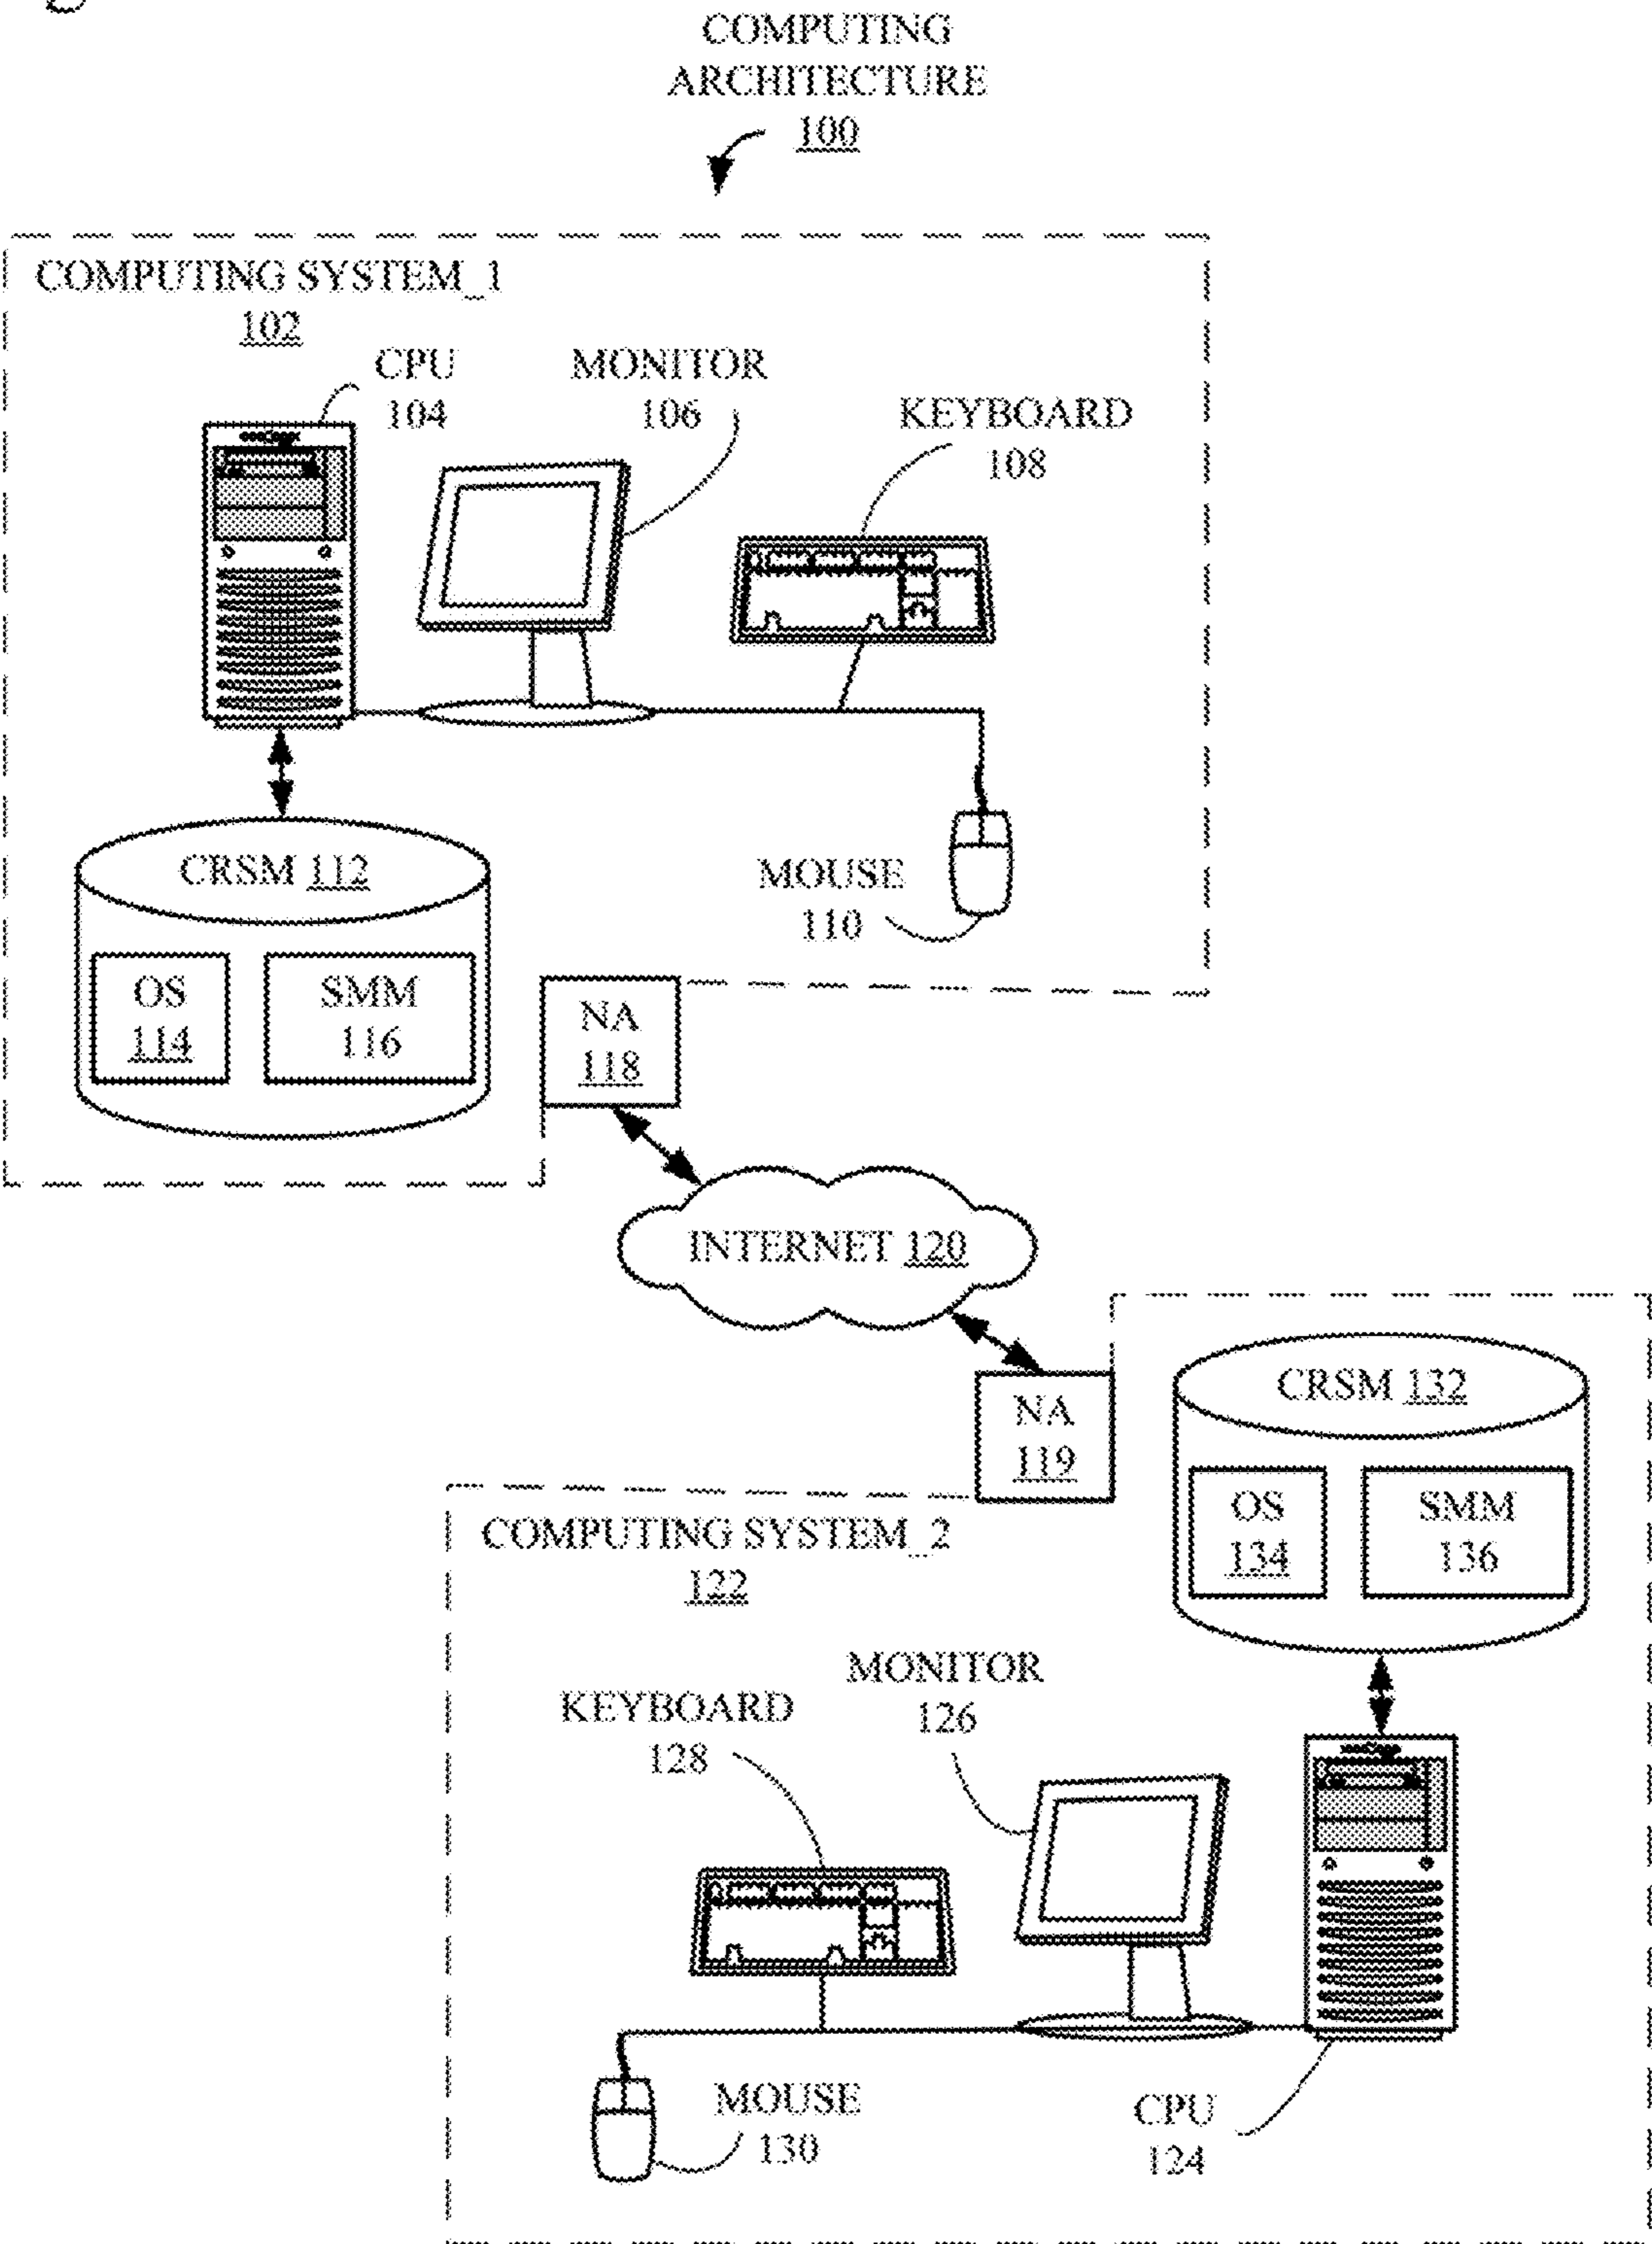 COMPUTING
ARCHITECTURE
100
COMPUTING SYSTEM_1
102
CPU
104
MONITOR
106
KEYBOARD
108
CRSM 112
MOUSE
110
OS
114
SMM
116
NA
118
INTERNET 120
CRSM 132
NA
119
OS
134
SMM
136
COMPUTING SYSTEM_2
122
MONITOR
126
KEYBOARD
128
MOUSE
130
CPU
124